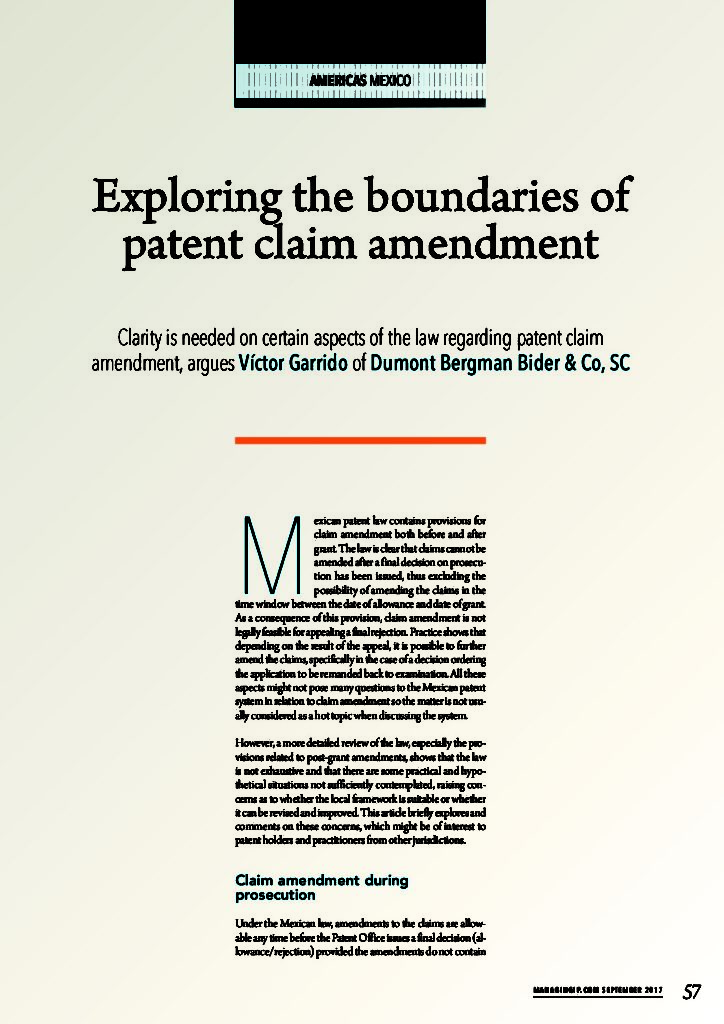 AMERICAS MEXICO
Exploring the boundaries of
patent claim amendment
Clarity is needed on certain aspects of the law regarding patent claim
amendment, argues Víctor Garrido of Dumont Bergman Bider & Co, SC
Mexican patent law contains provisions for
claim amendment both before and after
grant. The law is clear that claims cannot be
amended after a final decision on prosecu-
tion has been issued, thus excluding the
possibility of amending the claims in the
time window between the date of allowance and date of grant.
As a consequence of this provision, claim amendment is not
legally feasible for appealing a final rejection. Practice shows that
depending on the result of the appeal, it is possible to further
amend the claims, specifically in the case of a decision ordering
the application to be remanded back to examination. All these
aspects might not pose many questions to the Mexican patent
system in relation to claim amendment so the matter is not usu-
ally considered as a hot topic when discussing the system.
However, a more detailed review of the law, especially the pro-
visions related to post-grant amendments, shows that the law
is not exhaustive and that there are some practical and hypo-
thetical situations not sufficiently contemplated, raising con-
cerns as to whether the local framework is suitable or whether
it can be revised and improved. This article briefly explores and
comments on these concerns, which might be of interest to
patent holders and practitioners from other jurisdictions.
Claim amendment during
prosecution
Under the Mexican law, amendments to the claims are allow-
able any time before the Patent Office issues a final decision (al-
lowance/rejection) provided the amendments do not contain
MANAGINGIP.COM SEPTEMBER 2017 57